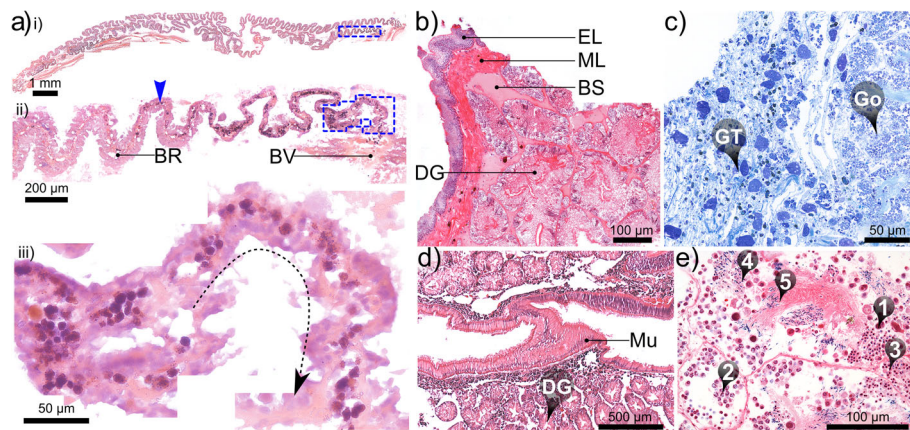 a) i)
1 mm
ii)
BR
BV
200 µm
iii)
50 µm
b)
EL
ML
BS
DG
100 µm
c)
GT
Go
50 µm
d)
Mu
DG
500 µm
e)
4
5
1
3
2
100 µm